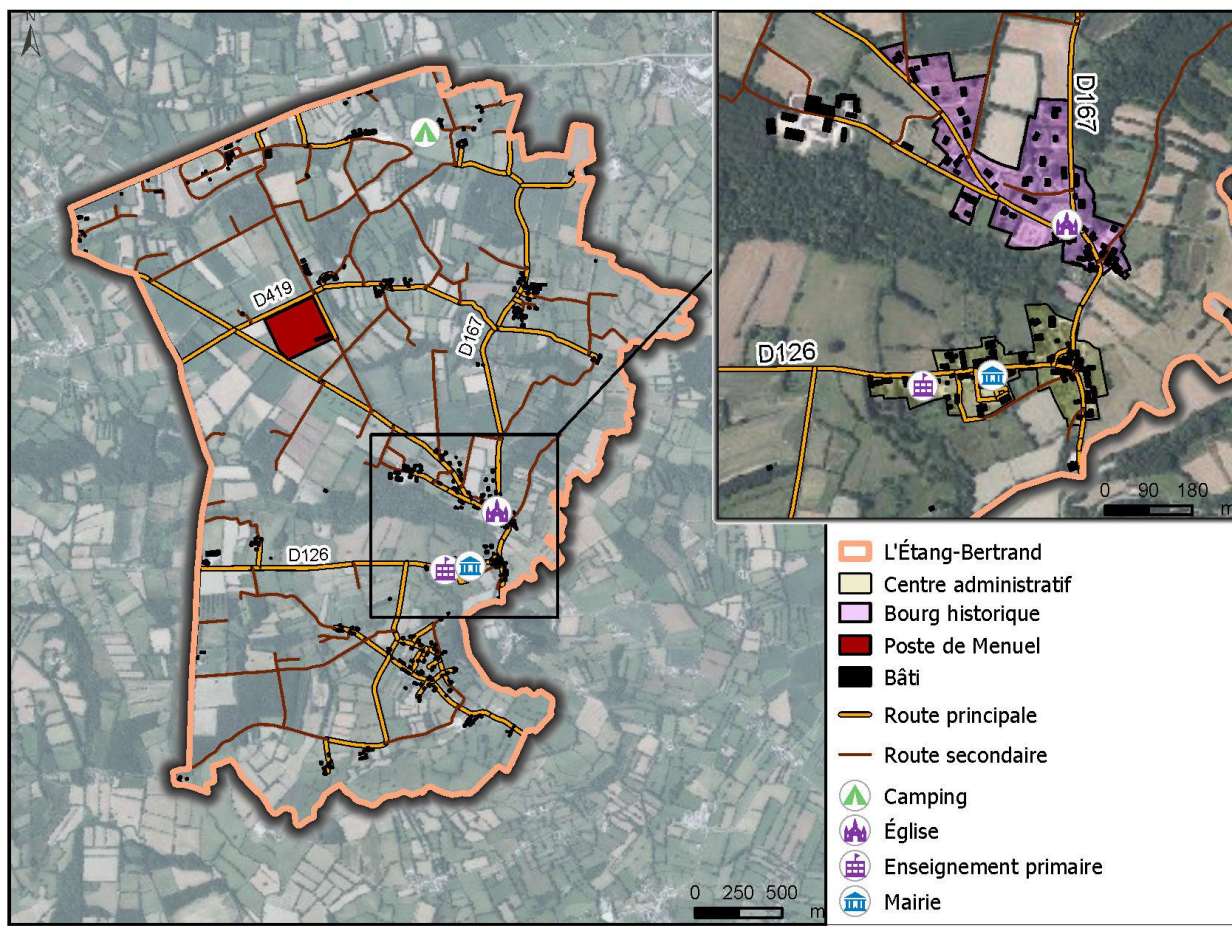 N
D419
D167
D126
0 250 500
m
D167
D126
0 90 180
m
L'Étang-Bertrand
Centre administratif
Bourg historique
Poste de Menuel
Bâti
Route principale
Route secondaire
Camping
Église
Enseignement primaire
Mairie